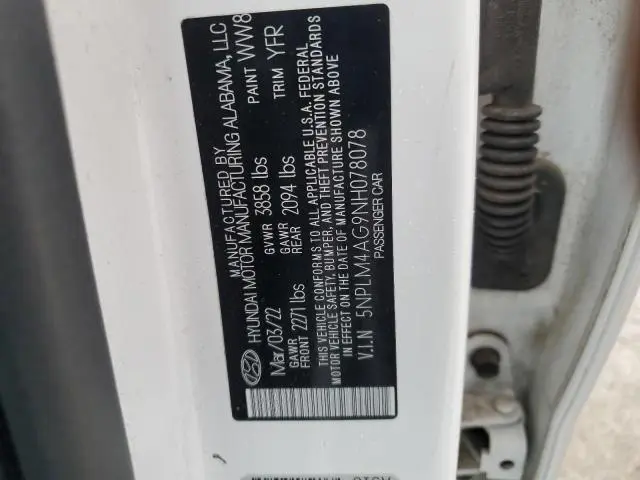 MANUFACTURED BY
HYUNDAI MOTOR MANUFACTURING ALABAMA, LLC
Mar/03/22 GVWR 3858 lbs PAINT WW8
GAWR FRONT 2271 lbs GAWR REAR 2094 lbs TRIM YFR
THIS VEHICLE CONFORMS TO ALL APPLICABLE U.S.A. FEDERAL
MOTOR VEHICLE SAFETY, BUMPER, AND THEFT PREVENTION STANDARDS
IN EFFECT ON THE DATE OF MANUFACTURE SHOWN ABOVE
V.I.N 5NPLM4AG9NH078078
PASSENGER CAR